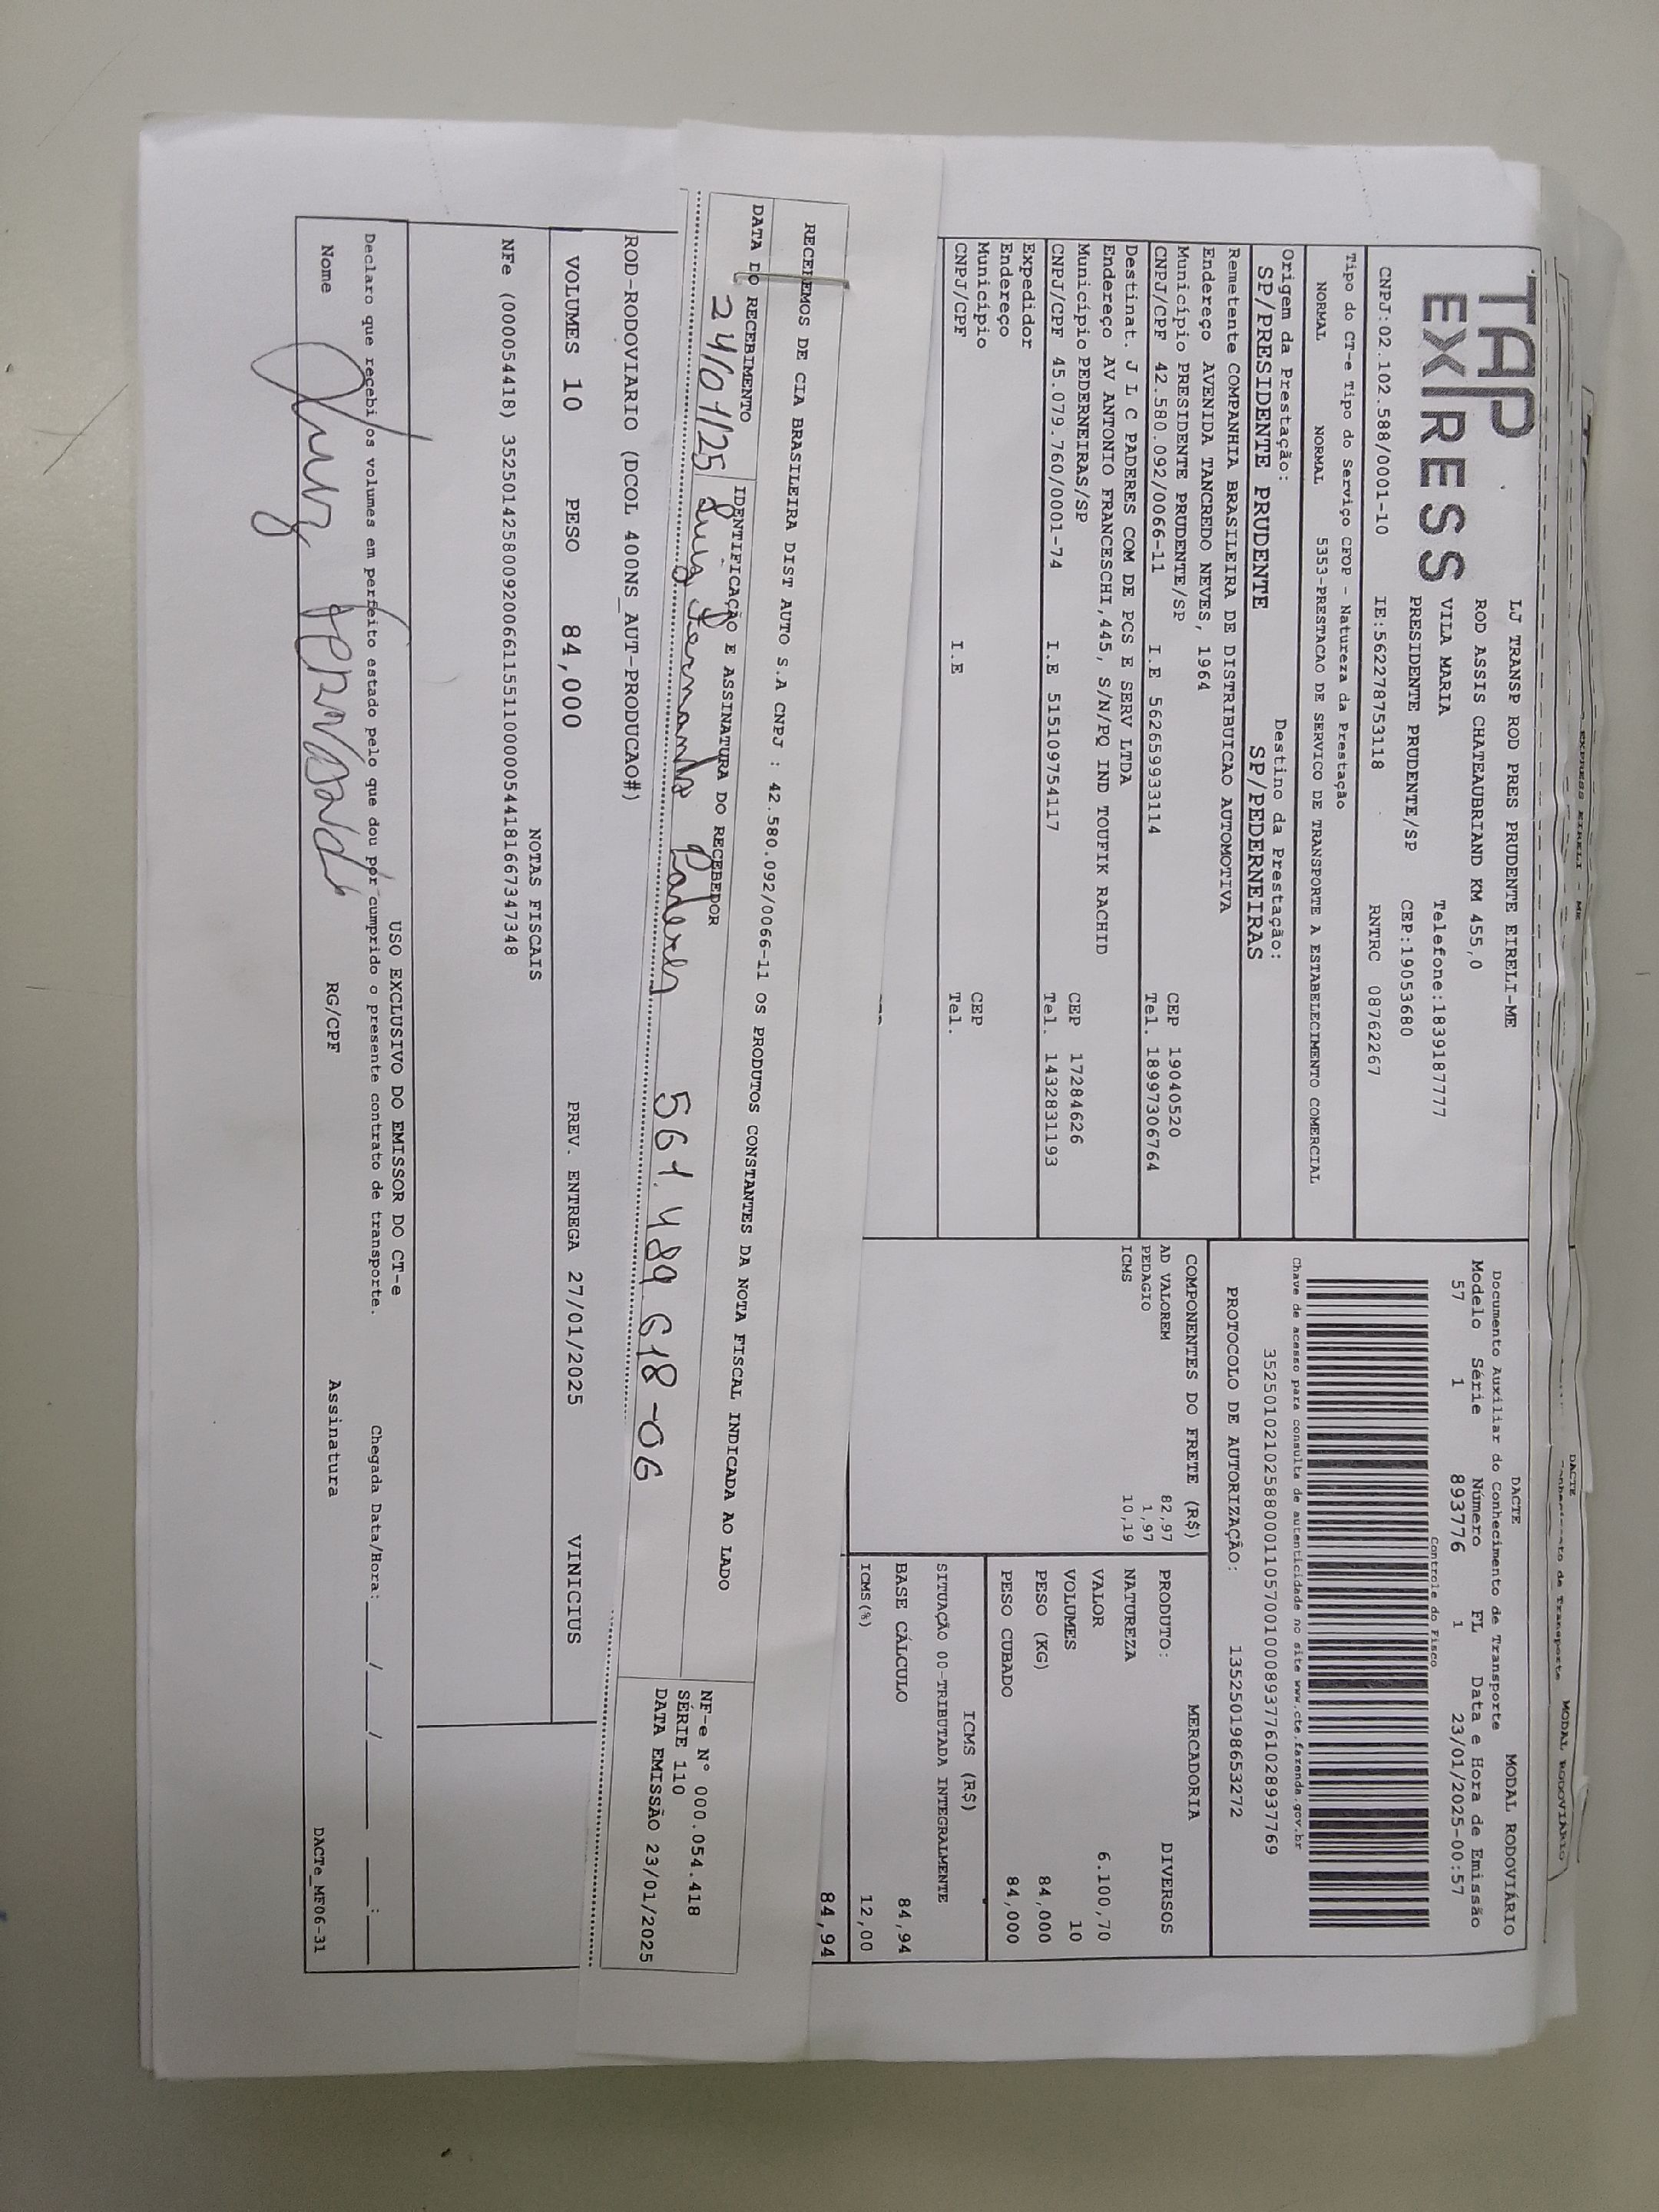 TAP
EXPRESS
LJ TRANSP ROD PRES PRUDENTE EIRELI-ME
ROD ASSIS CHATEAUBRIAND KM 455,0
VILA MARIA
Telefone:1839187777
PRESIDENTE PRUDENTE/SP
CEP:19053680
CNPJ:02.102.588/0001-10 IE:562278753118 RNTRC 08762267
DACTE MODAL RODOVIÁRIO
Documento Auxiliar do Conhecimento de Transporte
Modelo Série Número FL Data e Hora de Emissão
57 1 893776 1 23/01/2025-00:57
Controle do Fisco
Tipo do CT-e Tipo do Serviço CFOP - Natureza da Prestação
NORMAL NORMAL 5353-PRESTACAO DE SERVICO DE TRANSPORTE A ESTABELECIMENTO COMERCIAL
Chave de acesso para consulta de autenticidade no site www.cte.fazenda.gov.br
35250102102588000110570010008937761028937769
PROTOCOLO DE AUTORIZAÇÃO: 135250198653272
Origem da Prestação: Destino da Prestação:
SP/PRESIDENTE PRUDENTE SP/PEDERNEIRAS
Remetente COMPANHIA BRASILEIRA DE DISTRIBUICAO AUTOMOTIVA
Endereço AVENIDA TANCREDO NEVES, 1964
Município PRESIDENTE PRUDENTE/SP CEP 19040520
CNPJ/CPF 42.580.092/0066-11 I.E 562659933114 Tel. 18997306764
Destinat. J L C PADERES COM DE PCS E SERV LTDA
Endereço AV ANTONIO FRANCESCHI,445, S/N/PQ IND TOUFIK RACHID
Município PEDERNEIRAS/SP CEP 17284626
CNPJ/CPF 45.079.760/0001-74 I.E 515109754117 Tel. 1432831193
Expedidor
Endereço
Município CEP
CNPJ/CPF I.E Tel.
COMPONENTES DO FRETE (R$)
AD VALOREM 82,97
PEDAGIO 1,97
ICMS 10,19
MERCADORIA
PRODUTO: DIVERSOS
NATUREZA
VALOR 6.100,70
VOLUMES 10
PESO (KG) 84,000
PESO CUBADO 84,000
ICMS (R$)
SITUAÇÃO 00-TRIBUTADA INTEGRALMENTE
BASE CÁLCULO 84,94
ICMS(%) 12,00
84,94
RECEBEMOS DE CIA BRASILEIRA DIST AUTO S.A CNPJ : 42.580.092/0066-11 OS PRODUTOS CONSTANTES DA NOTA FISCAL INDICADA AO LADO
DATA DO RECEBIMENTO IDENTIFICAÇÃO E ASSINATURA DO RECEBEDOR
24/01/25 Luis Fernando Paderes 561.489 618-06
NF-e N° 000.054.418
SÉRIE 110
DATA EMISSÃO 23/01/2025
ROD-RODOVIARIO (DCOL 400NS_AUT-PRODUCAO#)
VOLUMES 10 PESO 84,000 PREV. ENTREGA 27/01/2025 VINICIUS
NOTAS FISCAIS
NFe (000054418) 35250142580092006611551100000544181667347348
USO EXCLUSIVO DO EMISSOR DO CT-e
Declaro que recebi os volumes em perfeito estado pelo que dou por cumprido o presente contrato de transporte. Chegada Data/Hora:____/____/____ ____:____
Nome Luiz Fernando RG/CPF Assinatura
DACTe_MF06-31